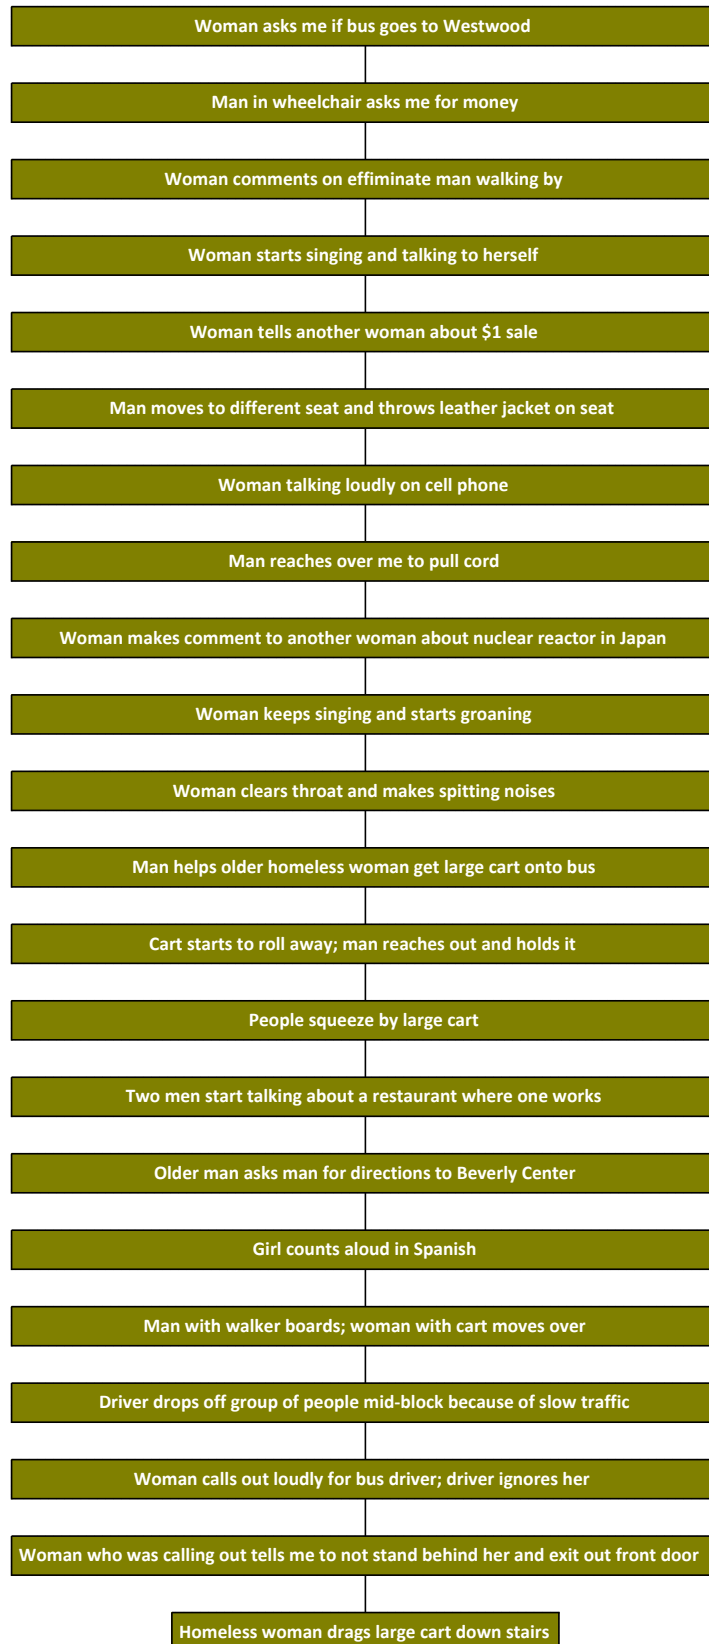 Woman asks me if bus goes to Westwood
Man in wheelchair asks me for money
Woman comments on effiminate man walking by
Woman starts singing and talking to herself
Woman tells another woman about $1 sale
Man moves to different seat and throws leather jacket on seat
Woman talking loudly on cell phone
Man reaches over me to pull cord
Woman makes comment to another woman about nuclear reactor in Japan
Woman keeps singing and starts groaning
Woman clears throat and makes spitting noises
Man helps older homeless woman get large cart onto bus
Cart starts to roll away; man reaches out and holds it
People squeeze by large cart
Two men start talking about a restaurant where one works
Older man asks man for directions to Beverly Center
Girl counts aloud in Spanish
Man with walker boards; woman with cart moves over
Driver drops off group of people mid-block because of slow traffic
Woman calls out loudly for bus driver; driver ignores her
Woman who was calling out tells me to not stand behind her and exit out front door
Homeless woman drags large cart down stairs